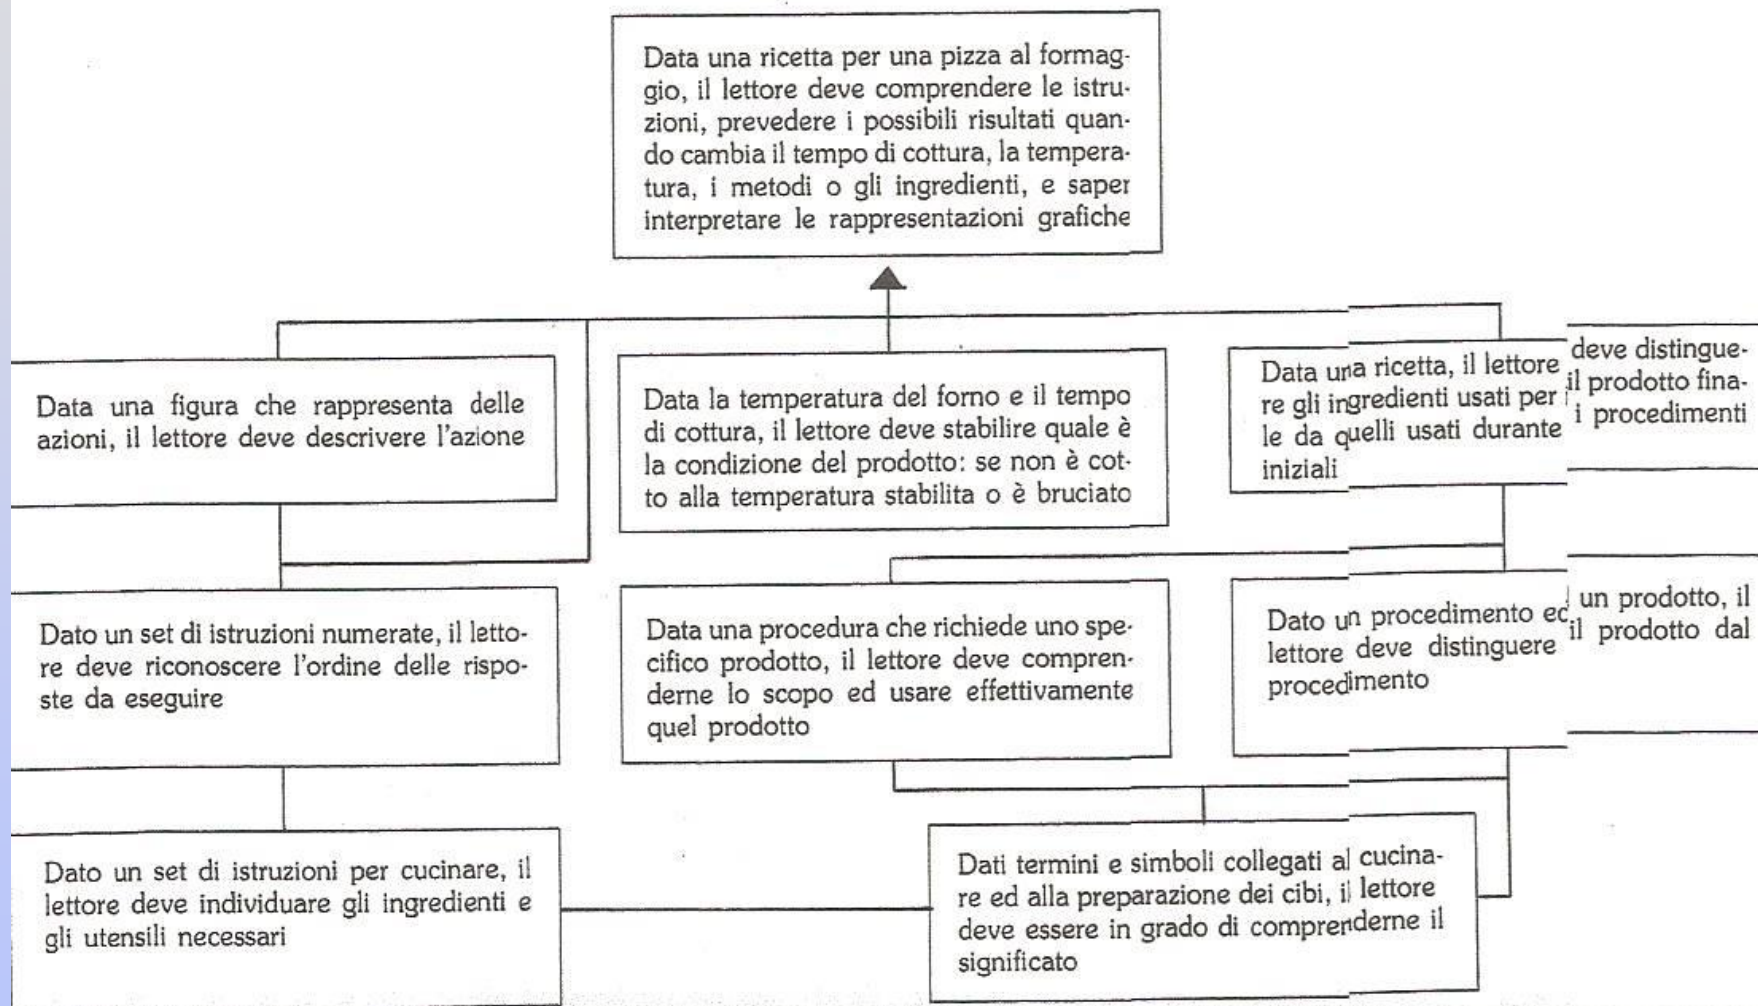 Data una ricetta per una pizza al formag-
gio, il lettore deve comprendere le istru-
zioni, prevedere i possibili risultati quan-
do cambia il tempo di cottura, la tempera-
tura, i metodi o gli ingredienti, e saper
interpretare le rappresentazioni grafiche
Data una figura che rappresenta delle
azioni, il lettore deve descrivere l'azione
Data la temperatura del forno e il tempo
di cottura, il lettore deve stabilire quale è
la condizione del prodotto: se non è cot-
to alla temperatura stabilita o è bruciato
Data una ricetta, il lettore deve distingue-
re gli ingredienti usati per il prodotto fina-
le da quelli usati durante i procedimenti
iniziali
Dato un set di istruzioni numerate, il letto-
re deve riconoscere l'ordine delle rispo-
ste da eseguire
Data una procedura che richiede uno spe-
cifico prodotto, il lettore deve compren-
derne lo scopo ed usare effettivamente
quel prodotto
Dato un procedimento ed un prodotto, il
lettore deve distinguere il prodotto dal
procedimento
Dato un set di istruzioni per cucinare, il
lettore deve individuare gli ingredienti e
gli utensili necessari
Dati termini e simboli collegati al cucina-
re ed alla preparazione dei cibi, il lettore
deve essere in grado di comprenderne il
significato